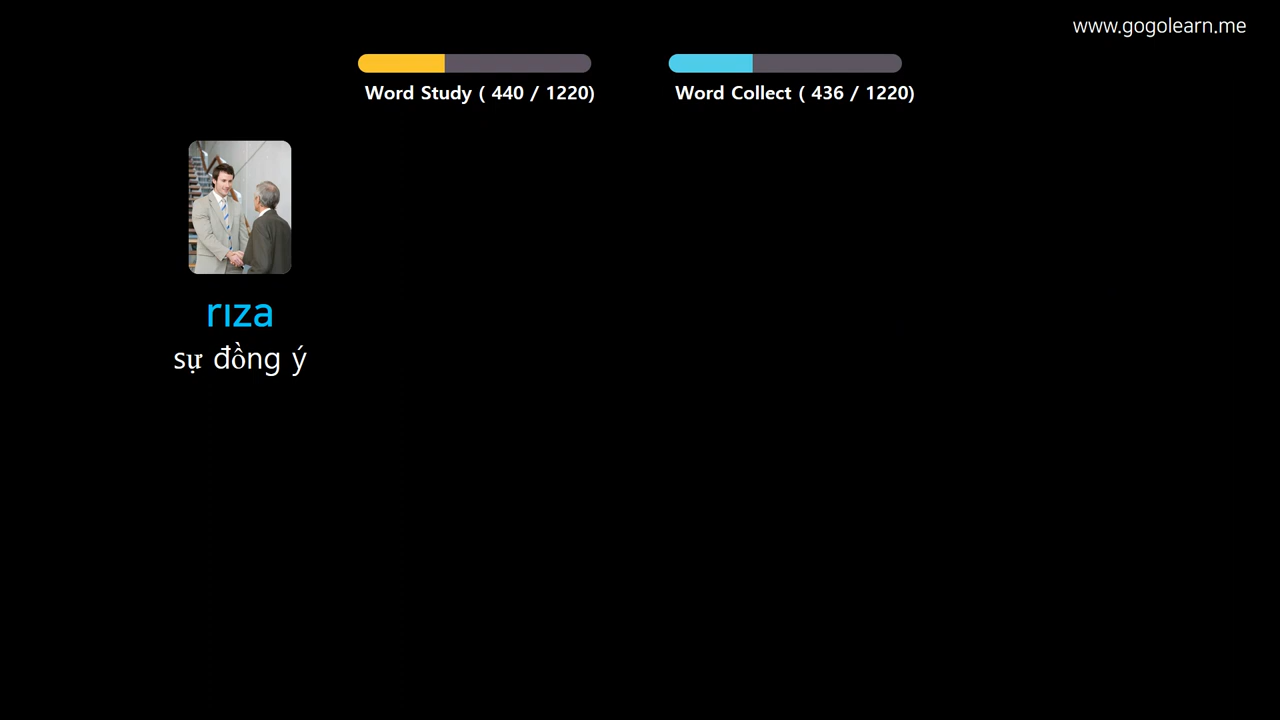 www.gogolearn.me
Word Study ( 440 / 1220)
Word Collect ( 436 / 1220)
rıza
sự đồng ý